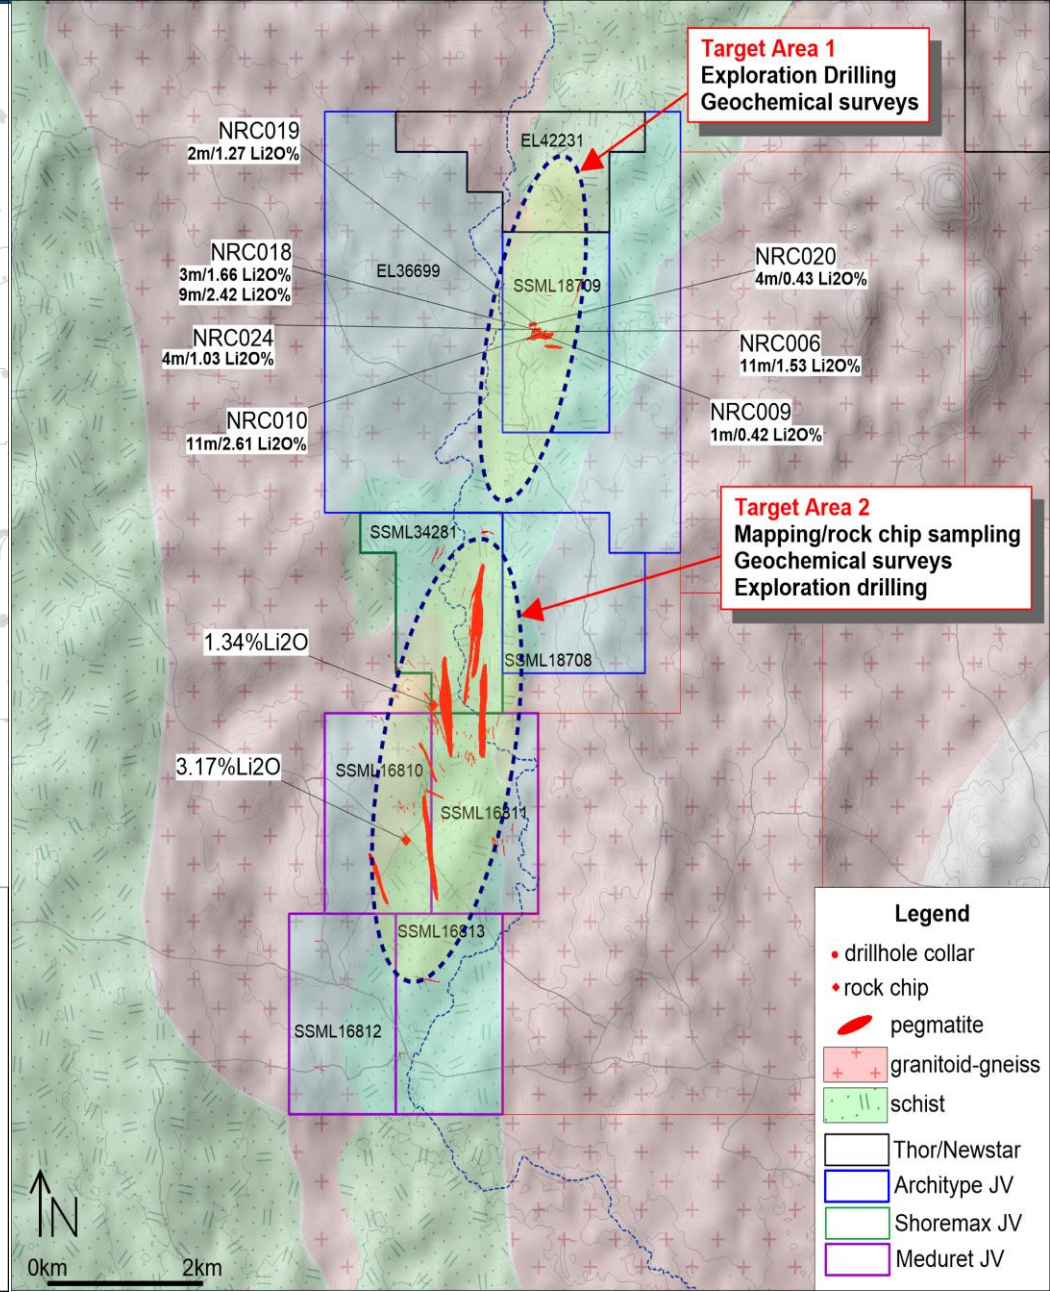 Target Area 1
Exploration Drilling
Geochemical surveys
NRC019
2m/1.27 Li2O%
EL42231
NRC018
3m/1.66 Li2O%
9m/2.42 Li2O%
EL36699
SSML18709
NRC020
4m/0.43 Li2O%
NRC024
4m/1.03 Li2O%
NRC006
11m/1.53 Li2O%
NRC010
11m/2.61 Li2O%
NRC009
1m/0.42 Li2O%
Target Area 2
Mapping/rock chip sampling
Geochemical surveys
Exploration drilling
SSML34281
1.34%Li2O
SSML18708
3.17%Li2O
SSML16810
SSML16811
SSML16813
SSML16812
Legend
drillhole collar
rock chip
pegmatite
granitoid-gneiss
schist
Thor/Newstar
Architype JV
Shoremax JV
Meduret JV
N
0km 2km